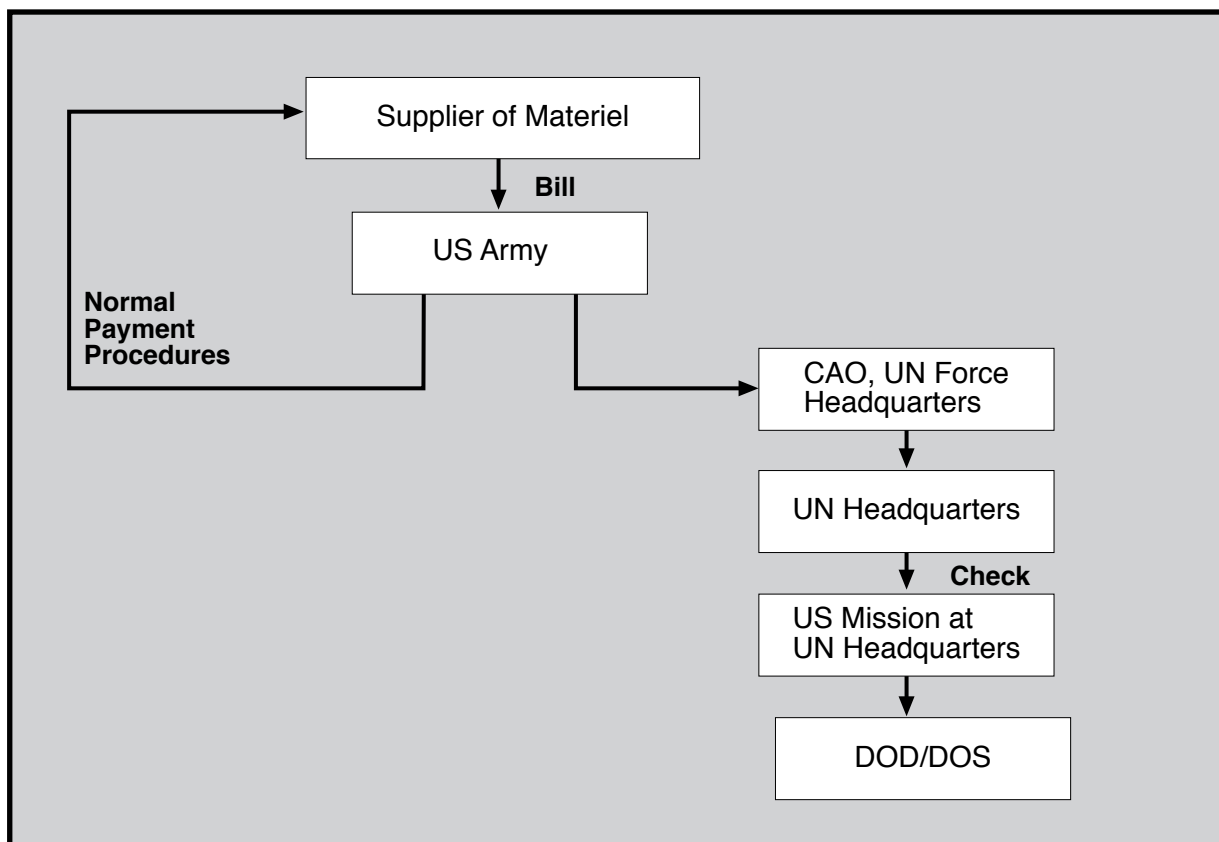 Supplier of Materiel
Bill
US Army
Normal
Payment
Procedures
CAO, UN Force
Headquarters
UN Headquarters
Check
US Mission at
UN Headquarters
DOD/DOS